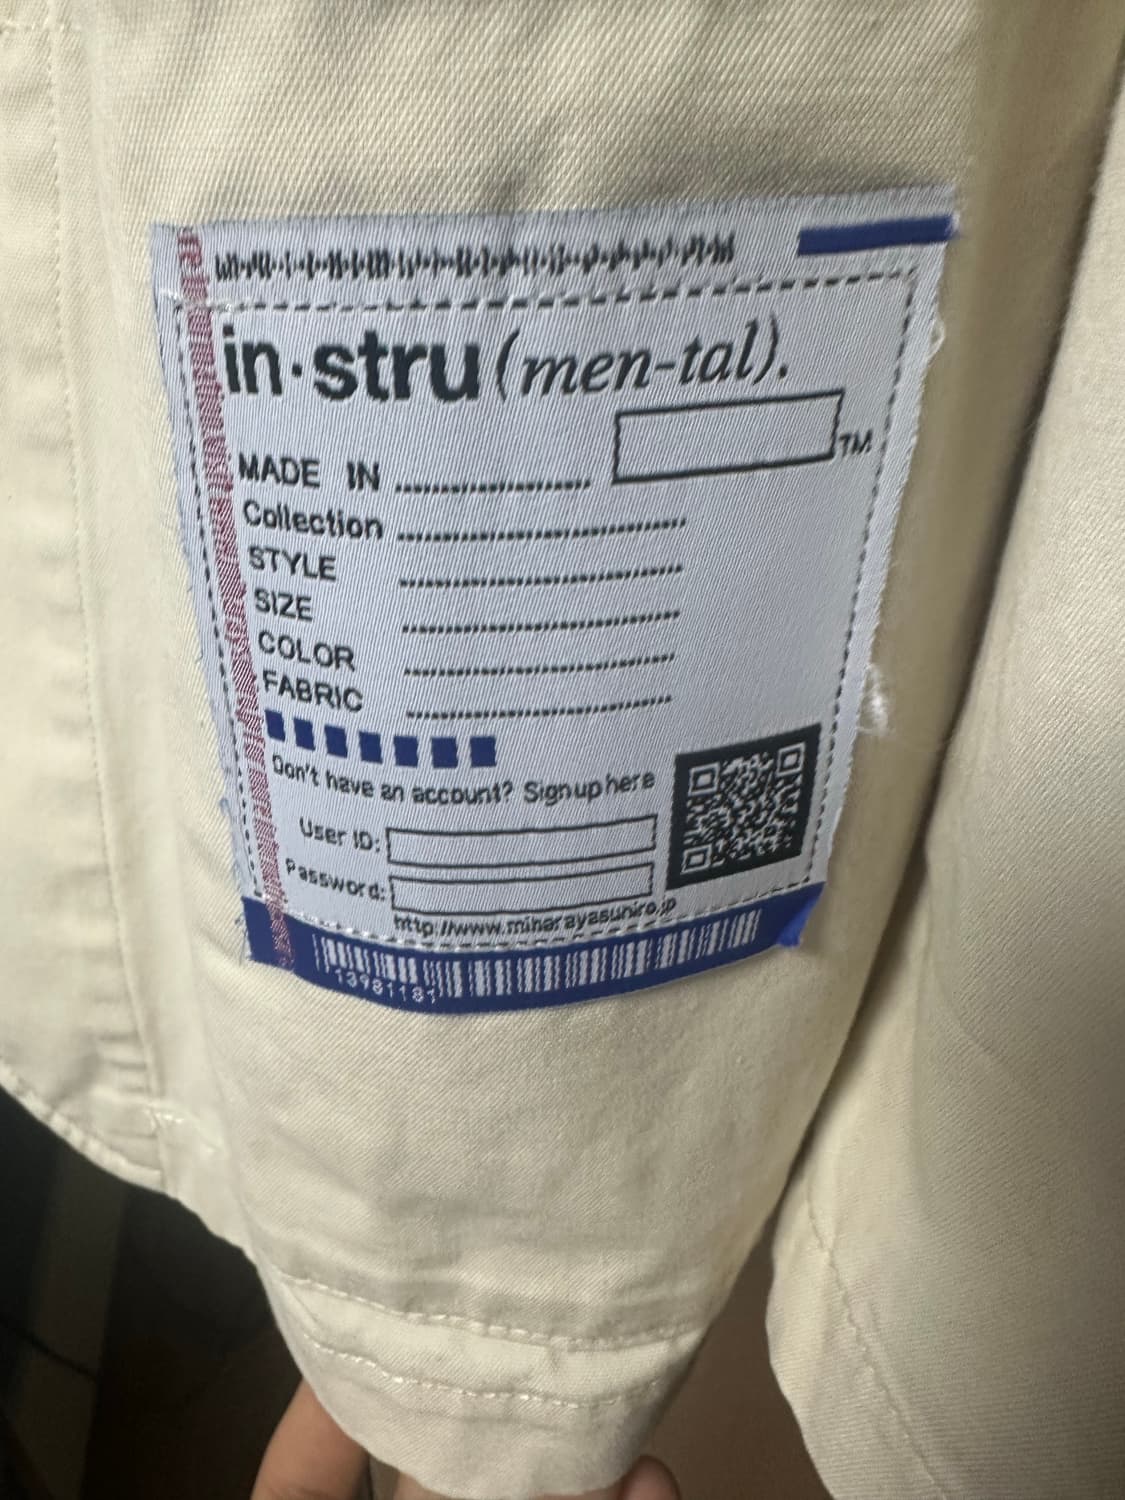 in·stru(men-tal).
TM
MADE IN
Collection
STYLE
SIZE
COLOR
FABRIC
Don't have an account? Sign up here
User ID:
Password:
http://www.miharayasuhiro.jp